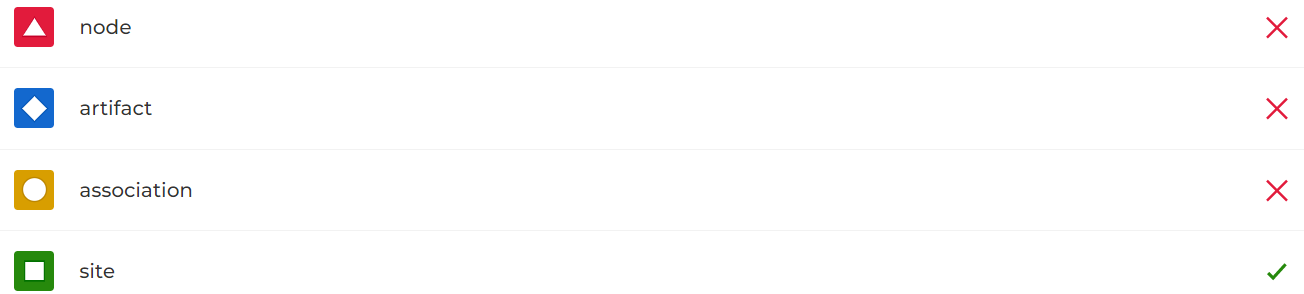 node
artifact
association
site